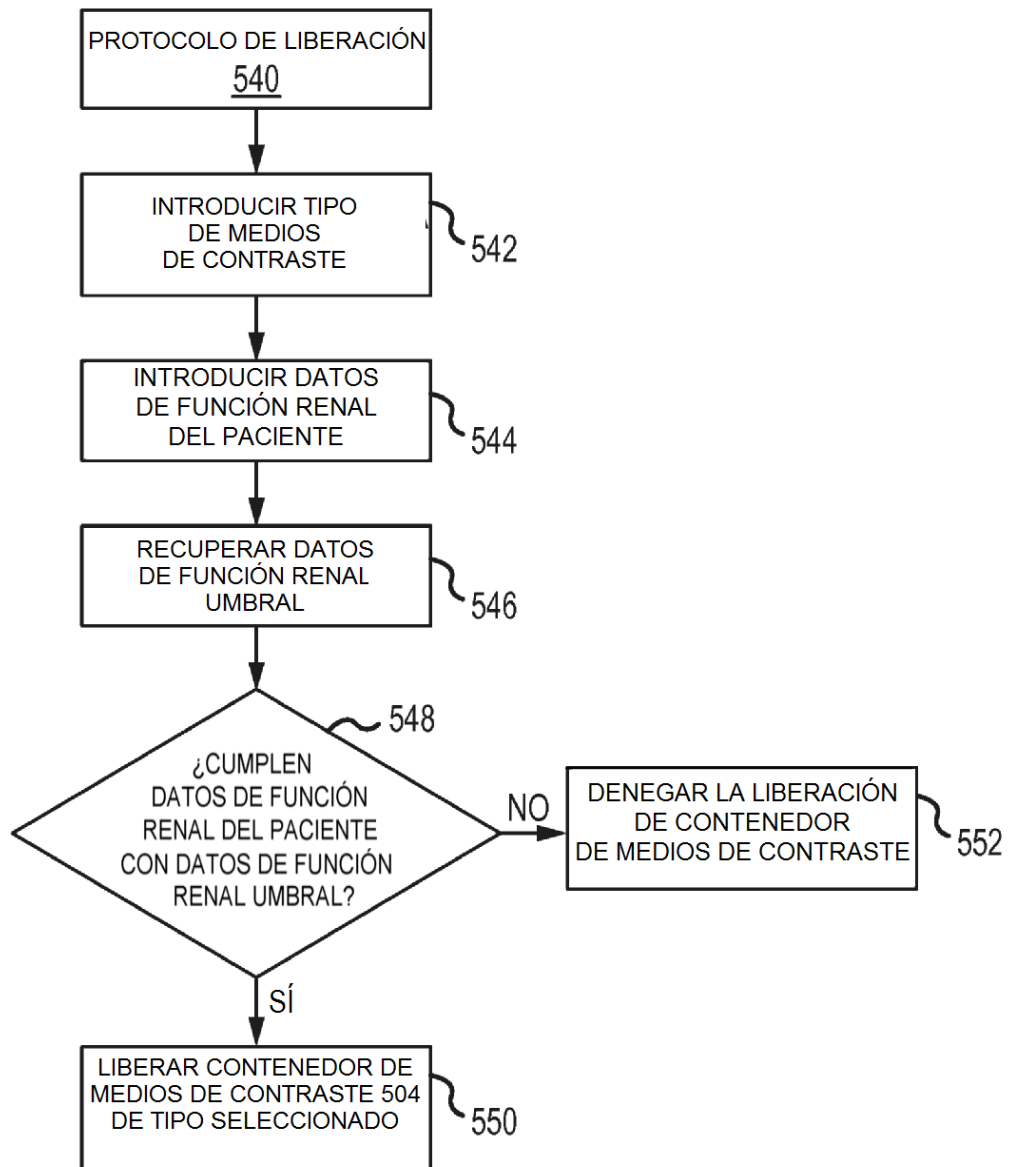 PROTOCOLO DE LIBERACIÓN
540
INTRODUCIR TIPO
DE MEDIOS
DE CONTRASTE
542
INTRODUCIR DATOS
DE FUNCIÓN RENAL
DEL PACIENTE
544
RECUPERAR DATOS
DE FUNCIÓN RENAL
UMBRAL
546
548
¿CUMPLEN
DATOS DE FUNCIÓN
RENAL DEL PACIENTE
CON DATOS DE FUNCIÓN
RENAL UMBRAL?
NO
DENEGAR LA LIBERACIÓN
DE CONTENEDOR
DE MEDIOS DE CONTRASTE
552
SÍ
LIBERAR CONTENEDOR DE
MEDIOS DE CONTRASTE 504
DE TIPO SELECCIONADO
550